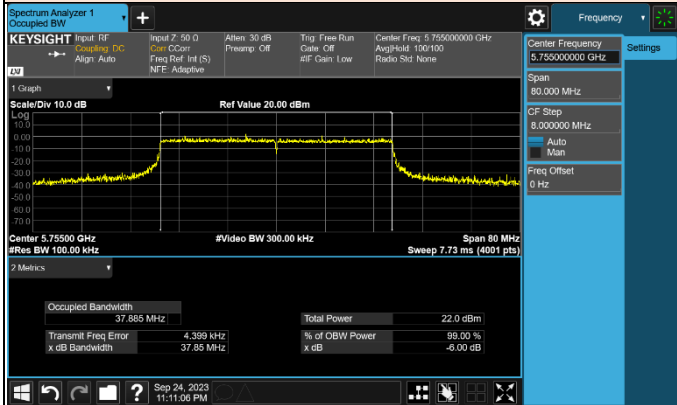 Spectrum Analyzer 1
Occupied BW
+
Frequency
KEYSIGHT
Input: RF
Coupling: DC
Align: Auto
Input Z: 50 Ω
Corr CCorr
Freq Ref: Int (S)
NFE: Adaptive
Atten: 30 dB
Preamp: Off
Trig: Free Run
Gate: Off
#IF Gain: Low
Center Freq: 5.755000000 GHz
Avg|Hold: 100/100
Radio Std: None
LXI
Center Frequency
5.755000000 GHz
Settings
Span
80.000 MHz
CF Step
8.000000 MHz
Auto
Man
Freq Offset
0 Hz
1 Graph
Scale/Div 10.0 dB
Ref Value 20.00 dBm
Log
10.0
0.00
-10.0
-20.0
-30.0
-40.0
-50.0
-60.0
-70.0
Center 5.75500 GHz
#Video BW 300.00 kHz
Span 80 MHz
#Res BW 100.00 kHz
Sweep 7.73 ms (4001 pts)
2 Metrics
Occupied Bandwidth
37.885 MHz
Total Power 22.0 dBm
Transmit Freq Error 4.399 kHz
% of OBW Power 99.00 %
x dB Bandwidth 37.85 MHz
x dB -6.00 dB
?
Sep 24, 2023
11:11:06 PM